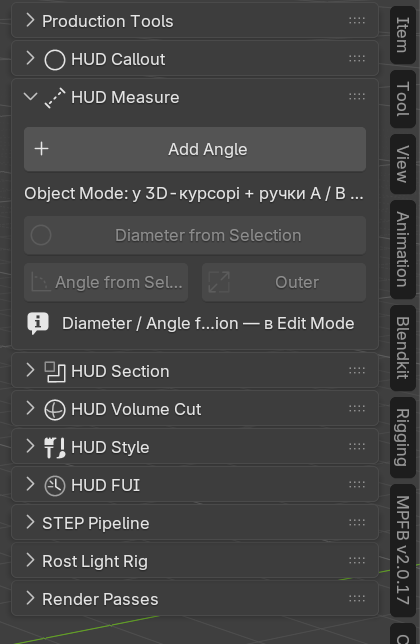 Production Tools
HUD Callout
HUD Measure
Add Angle
Object Mode: у 3D-курсорі + ручки A / B ...
Diameter from Selection
Angle from Sel...
Outer
Diameter / Angle f...ion — в Edit Mode
HUD Section
HUD Volume Cut
HUD Style
HUD FUI
STEP Pipeline
Rost Light Rig
Render Passes
Item
Tool
View
Animation
Blendkit
Rigging
MPFB v2.0.17